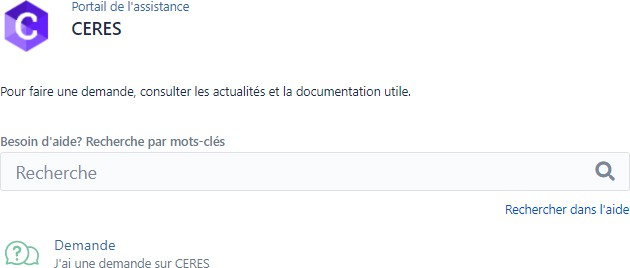 C
Portail de l'assistance
CERES
Pour faire une demande, consulter les actualités et la documentation utile.
Besoin d'aide? Recherche par mots-clés
Recherche
Rechercher dans l'aide
?
Demande
J'ai une demande sur CERES